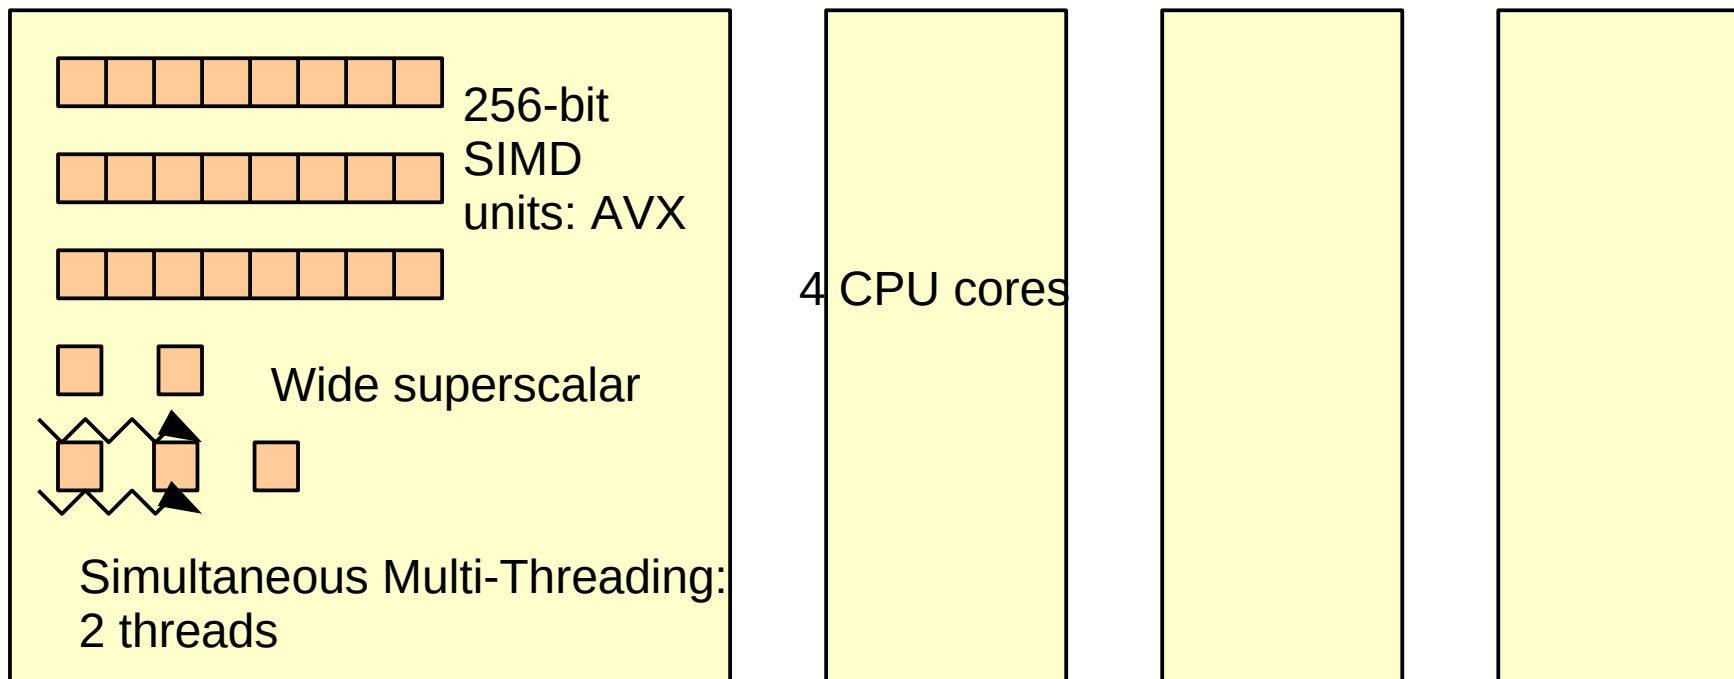 256-bit
SIMD
units: AVX
4 CPU cores
Wide superscalar
Simultaneous Multi-Threading:
2 threads